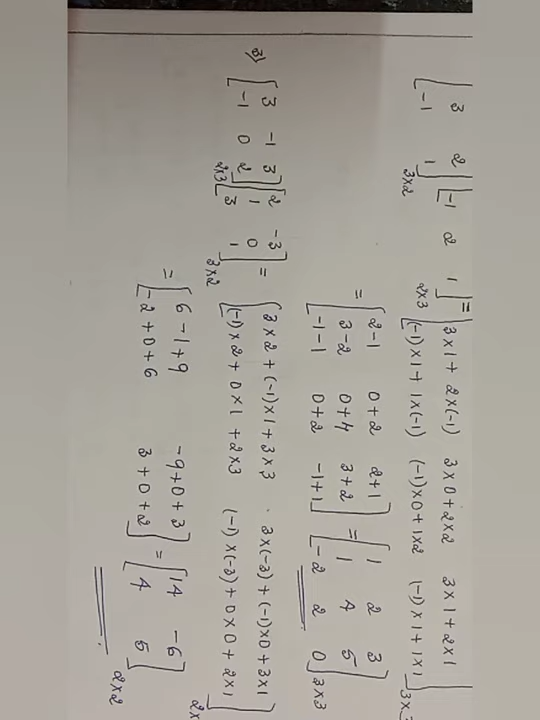 [3 2] [-1 2 1] = [3×1+2×(-1) 3×0+2×2 3×1+2×1]
[-1 1] 3×2 2×3 [(-1)×1+1×(-1) (-1)×0+1×2 (-1)×1+1×1] 3×3
= [2-1 0+2 2+1] = [1 2 3]
[3-2 0+4 3+2] [1 4 5]
[-1-1 0+2 -1+1] [-2 2 0] 3×3
3) [3 -1 3] [2 -3] = [3×2+(-1)×1+3×3 3×(-3)+(-1)×0+3×1]
[-1 0 2] 2×3 [1 0] [(-1)×2+0×1+2×3 (-1)×(-3)+0×0+2×1]
[3 1] 3×2
= [6-1+9 -9+0+3] = [14 -6]
[-2+0+6 3+0+2] [4 5] 2×2